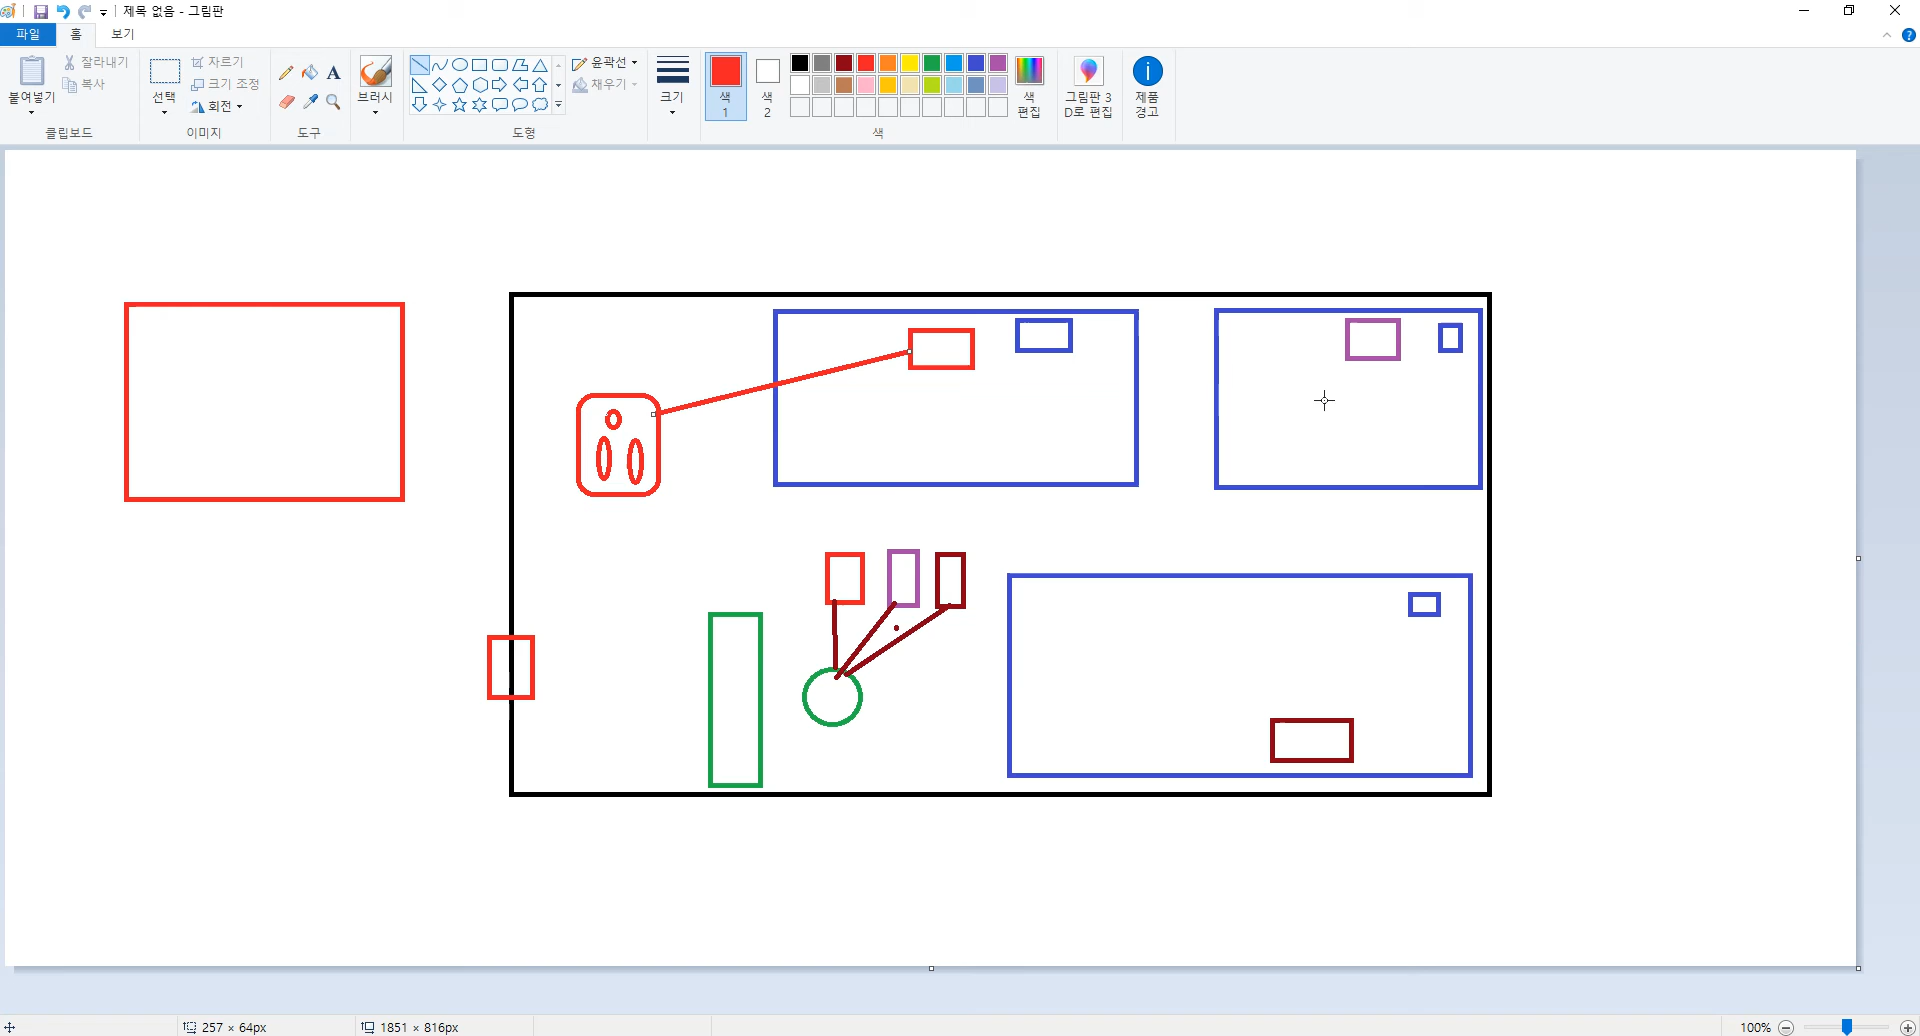 제목 없음 - 그림판
파일 홈 보기
붙여넣기
잘라내기
복사
클립보드
선택
자르기
크기 조정
회전
이미지
A
도구
브러시
윤곽선
채우기
도형
크기
색
1
색
2
색
편집
색
그림판 3
D로 편집
제품
경고
257 × 64px
1851 × 816px
100%